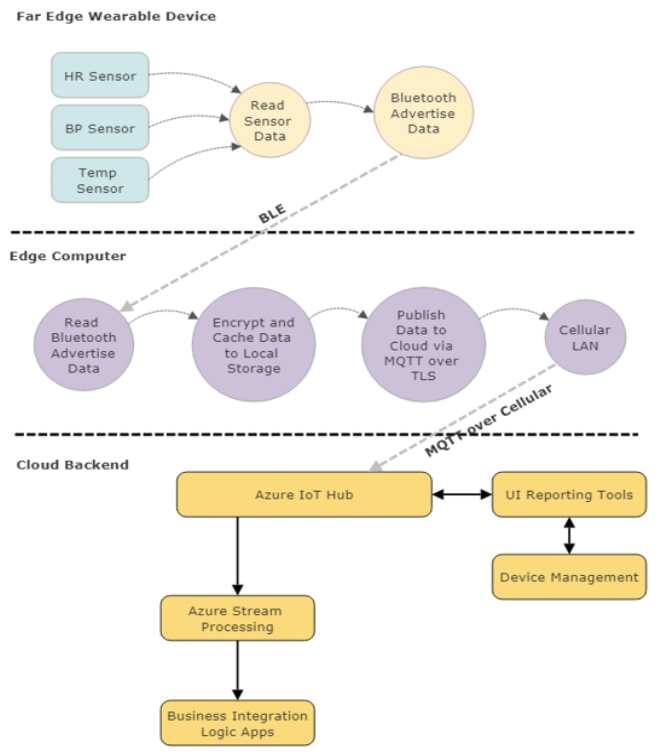 Far Edge Wearable Device
HR Sensor
BP Sensor
Temp
Sensor
Read
Sensor
Data
Bluetooth
Advertise
Data
BLE
Edge Computer
Read
Bluetooth
Advertise
Data
Encrypt and
Cache Data
to Local
Storage
Publish
Data to
Cloud via
MQTT over
TLS
Cellular
LAN
MQTT over Cellular
Cloud Backend
Azure IoT Hub
UI Reporting Tools
Device Management
Azure Stream
Processing
Business Integration
Logic Apps